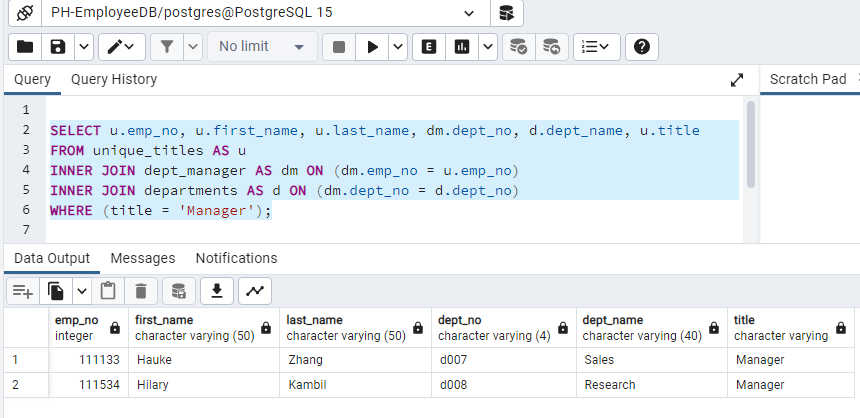 PH-EmployeeDB/postgres@PostgreSQL 15
No limit
E
Query Query History Scratch Pad
1
2 SELECT u.emp_no, u.first_name, u.last_name, dm.dept_no, d.dept_name, u.title
3 FROM unique_titles AS u
4 INNER JOIN dept_manager AS dm ON (dm.emp_no = u.emp_no)
5 INNER JOIN departments AS d ON (dm.dept_no = d.dept_no)
6 WHERE (title = 'Manager');
7
Data Output Messages Notifications
emp_no first_name last_name dept_no dept_name title
integer character varying (50) character varying (50) character varying (4) character varying (40) character varying
1 111133 Hauke Zhang d007 Sales Manager
2 111534 Hilary Kambil d008 Research Manager